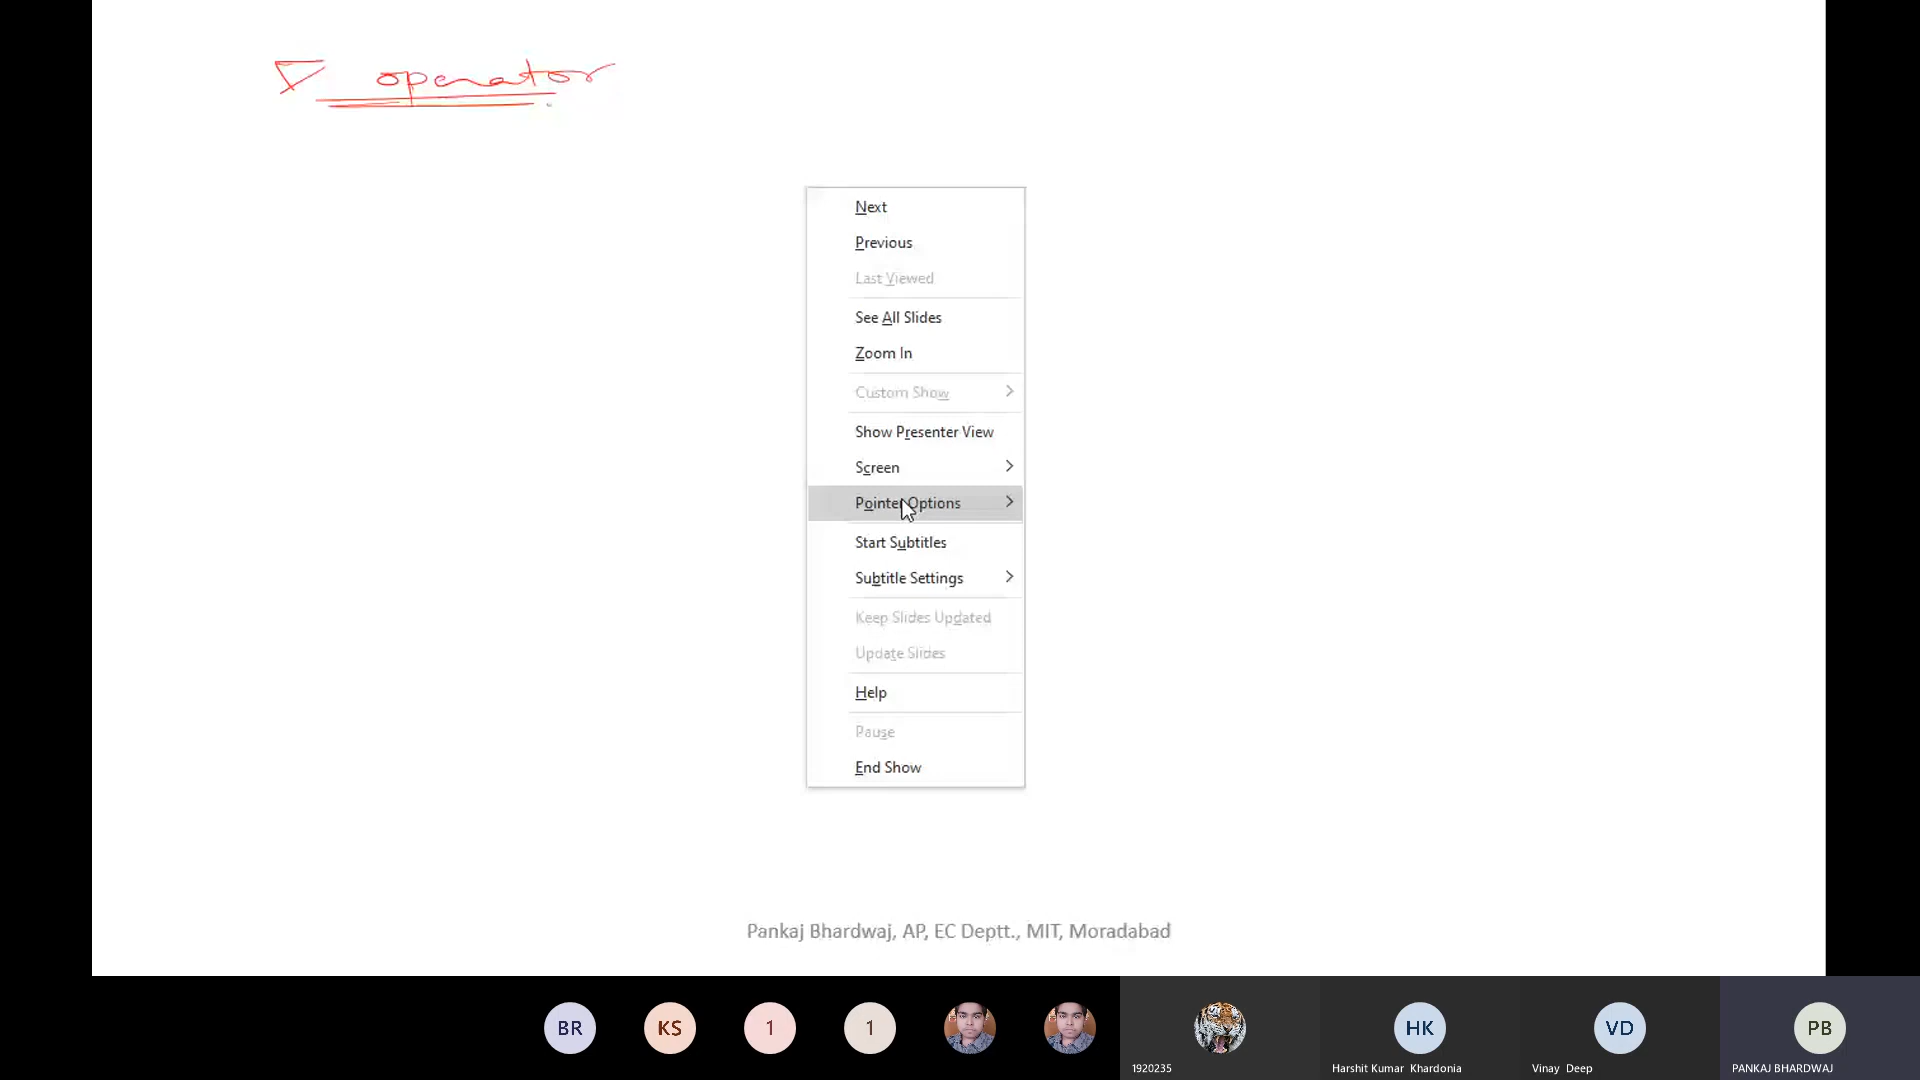 ∇ operator
Next
Previous
Last Viewed
See All Slides
Zoom In
Custom Show
Show Presenter View
Screen
Pointer Options
Start Subtitles
Subtitle Settings
Keep Slides Updated
Update Slides
Help
Pause
End Show
Pankaj Bhardwaj, AP, EC Deptt., MIT, Moradabad
BR KS 1 1 HK VD PB
1920235 Harshit Kumar Khardonia Vinay Deep PANKAJ BHARDWAJ